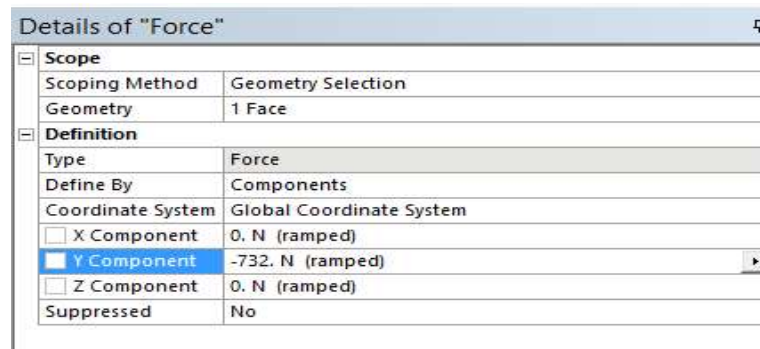 Details of "Force"
Scope
Scoping Method Geometry Selection
Geometry 1 Face
Definition
Type Force
Define By Components
Coordinate System Global Coordinate System
X Component 0. N (ramped)
Y Component -732. N (ramped)
Z Component 0. N (ramped)
Suppressed No